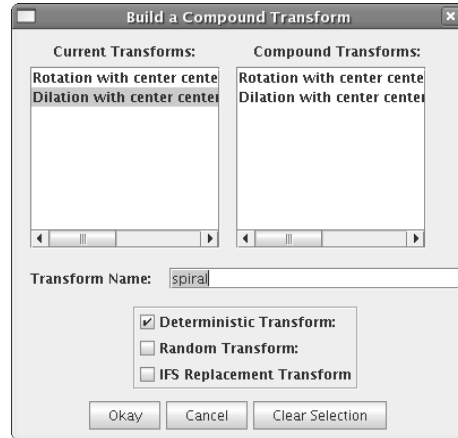 Build a Compound Transform
Current Transforms:
Compound Transforms:
Rotation with center cente
Dilation with center center
Rotation with center cente
Dilation with center center
Transform Name:
spiral
Deterministic Transform:
Random Transform:
IFS Replacement Transform
Okay
Cancel
Clear Selection